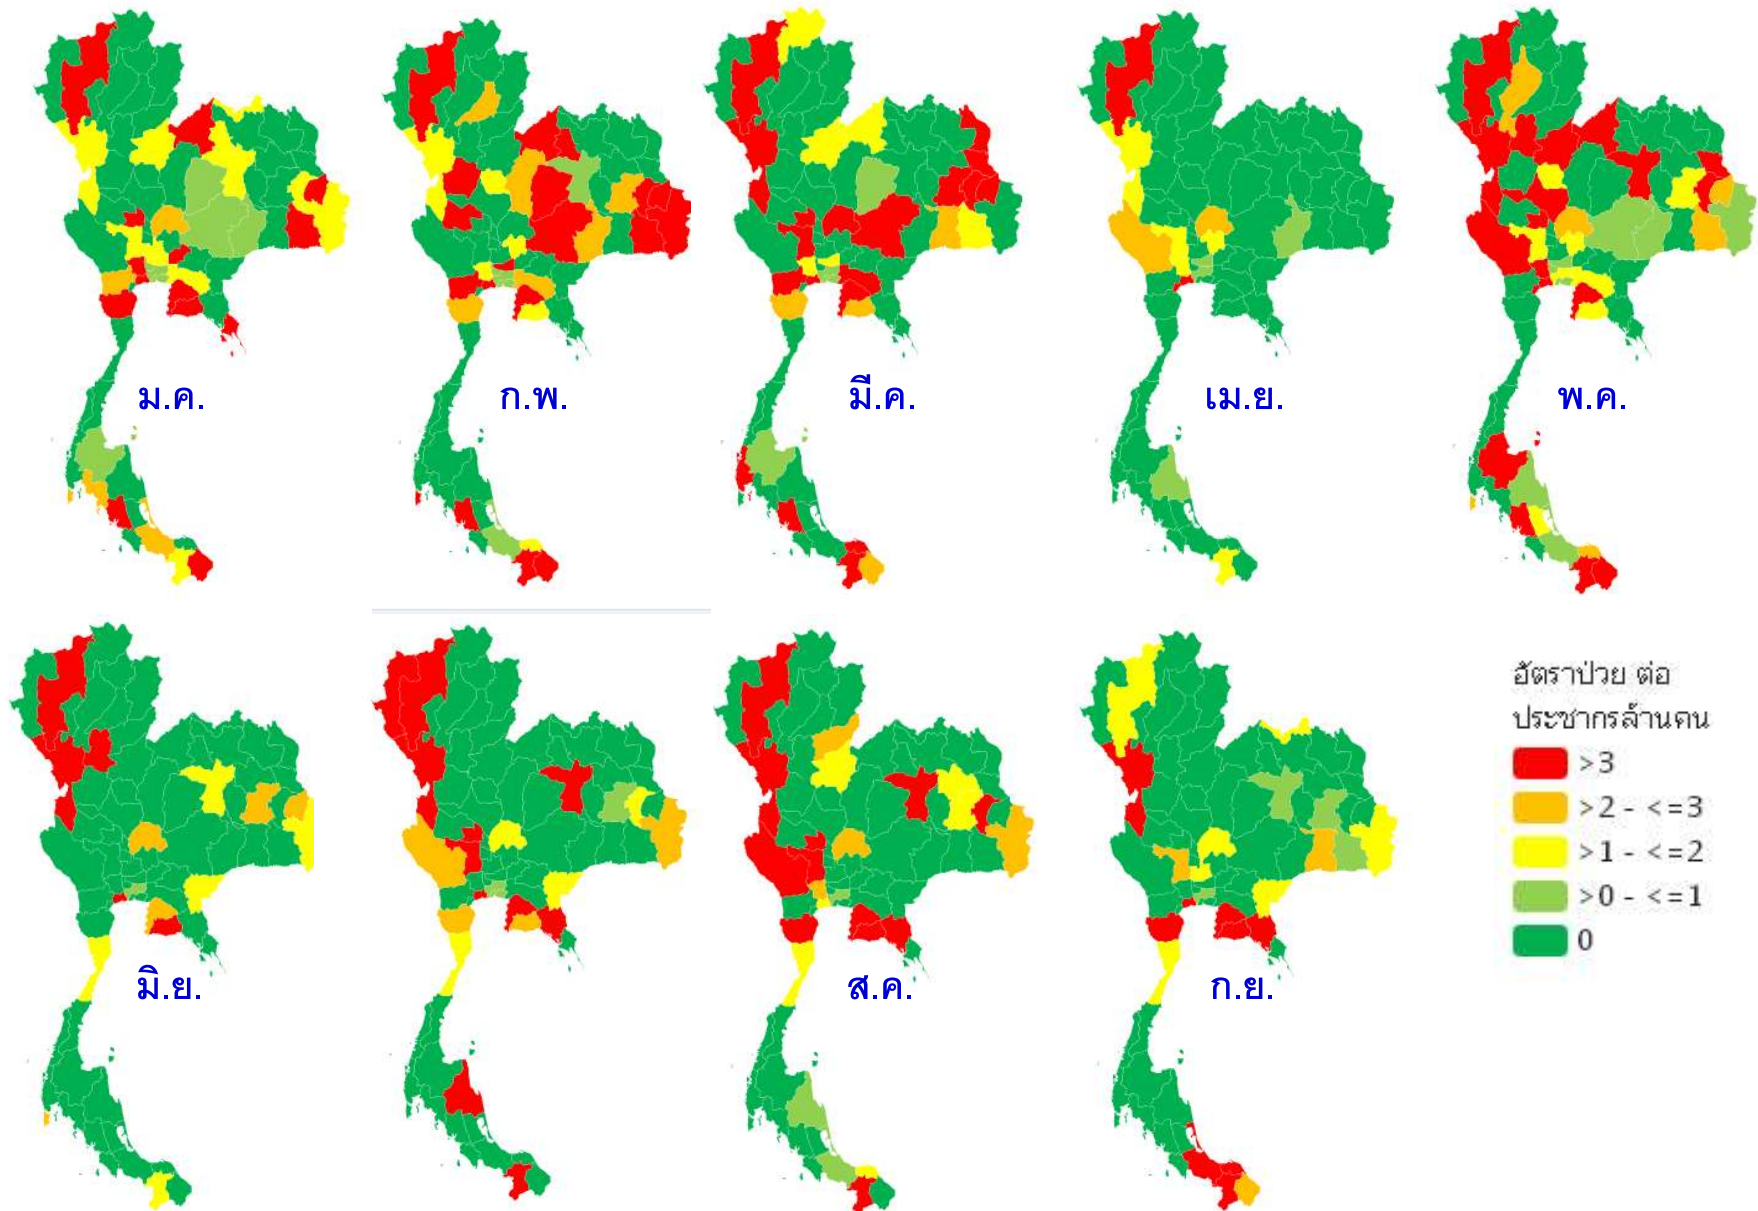 ม.ค.
ก.พ.
มี.ค.
เม.ย.
พ.ค.
มิ.ย.
ส.ค.
ก.ย.
อัตราป่วย ต่อ
ประชากรล้านคน
>3
>2 - <=3
>1 - <=2
>0 - <=1
0